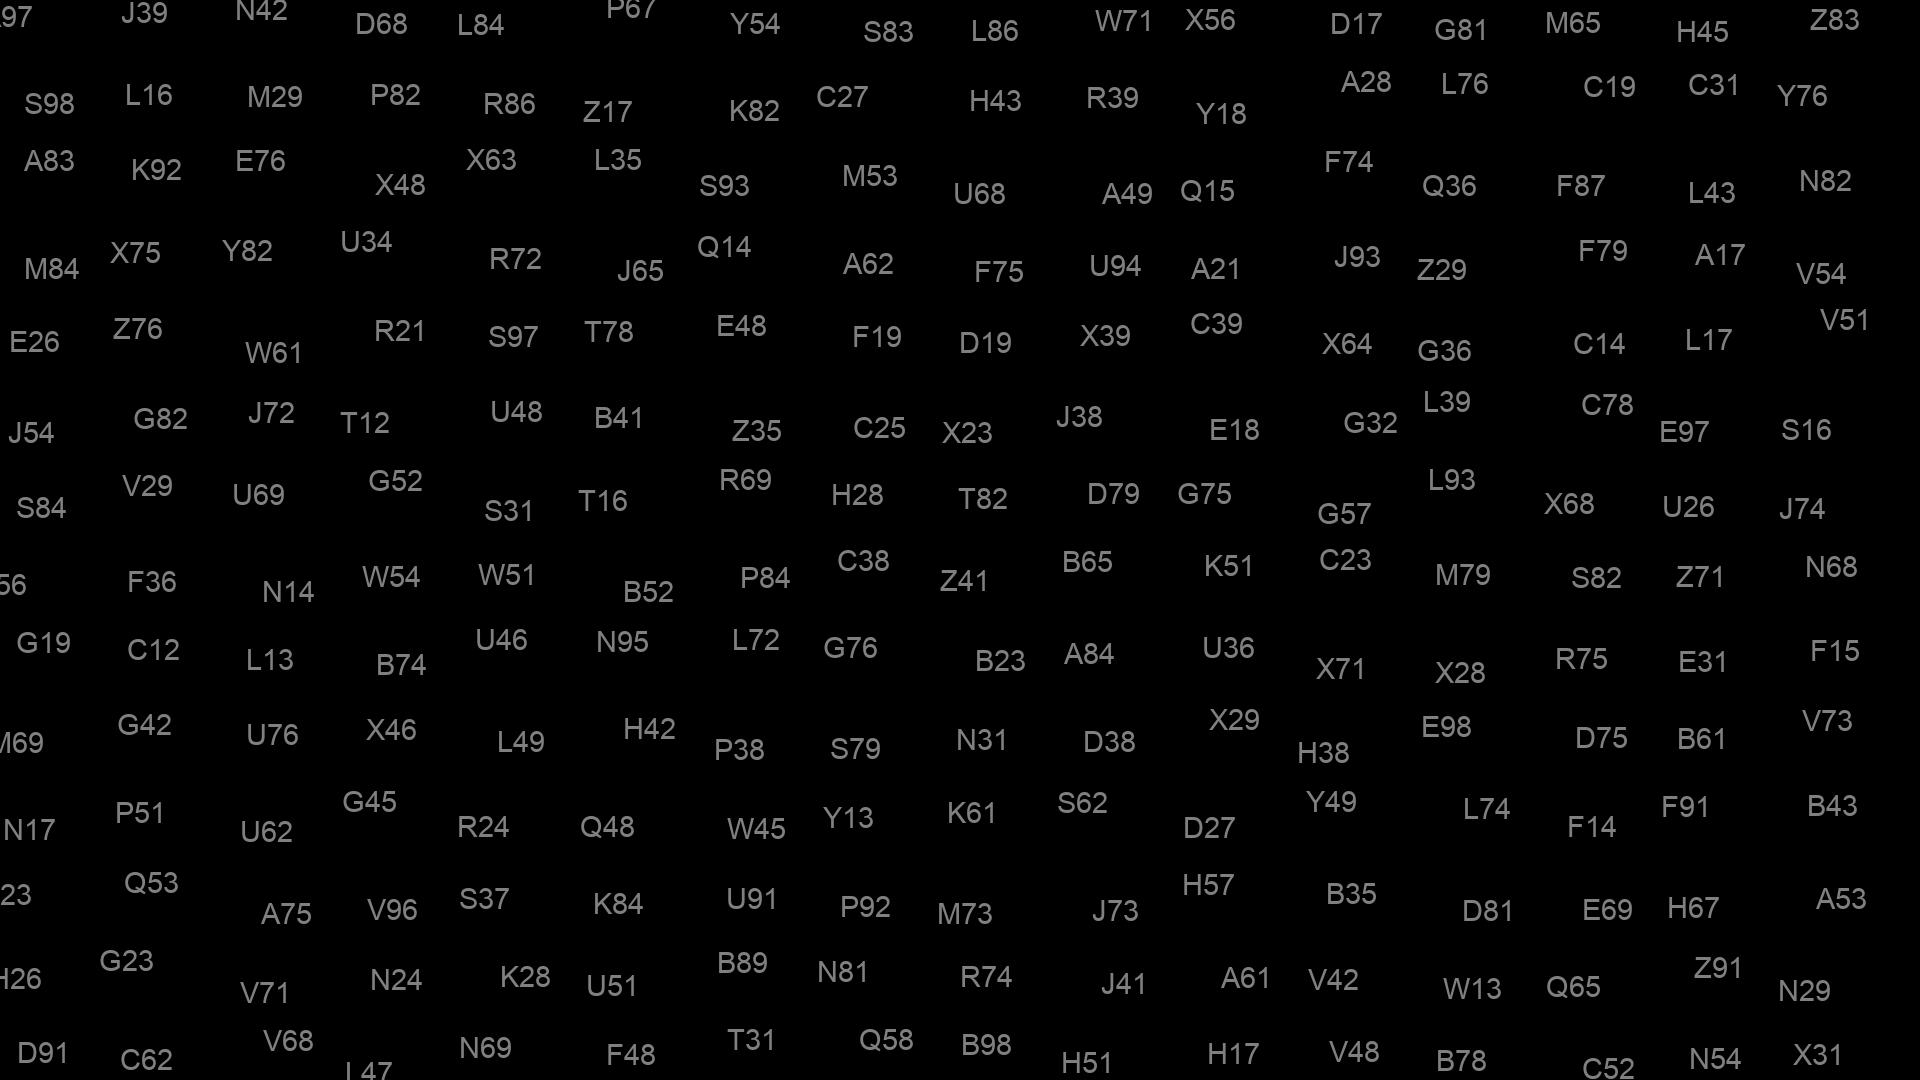 97 J39 N42 D68 L84 P67 Y54 S83 L86 W71 X56 D17 G81 M65 H45 Z83
S98 L16 M29 P82 R86 Z17 K82 C27 H43 R39 Y18 A28 L76 C19 C31 Y76
A83 K92 E76 X48 X63 L35 S93 M53 U68 A49 Q15 F74 Q36 F87 L43 N82
M84 X75 Y82 U34 R72 J65 Q14 A62 F75 U94 A21 J93 Z29 F79 A17 V54
E26 Z76 W61 R21 S97 T78 E48 F19 D19 X39 C39 X64 G36 C14 L17 V51
J54 G82 J72 T12 U48 B41 Z35 C25 X23 J38 E18 G32 L39 C78 E97 S16
S84 V29 U69 G52 S31 T16 R69 H28 T82 D79 G75 G57 L93 X68 U26 J74
56 F36 N14 W54 W51 B52 P84 C38 Z41 B65 K51 C23 M79 S82 Z71 N68
G19 C12 L13 B74 U46 N95 L72 G76 B23 A84 U36 X71 X28 R75 E31 F15
M69 G42 U76 X46 L49 H42 P38 S79 N31 D38 X29 H38 E98 D75 B61 V73
N17 P51 U62 G45 R24 Q48 W45 Y13 K61 S62 D27 Y49 L74 F14 F91 B43
23 Q53 A75 V96 S37 K84 U91 P92 M73 J73 H57 B35 D81 E69 H67 A53
H26 G23 V71 N24 K28 U51 B89 N81 R74 J41 A61 V42 W13 Q65 Z91 N29
D91 C62 V68 L47 N69 F48 T31 Q58 B98 H51 H17 V48 B78 C52 N54 X31